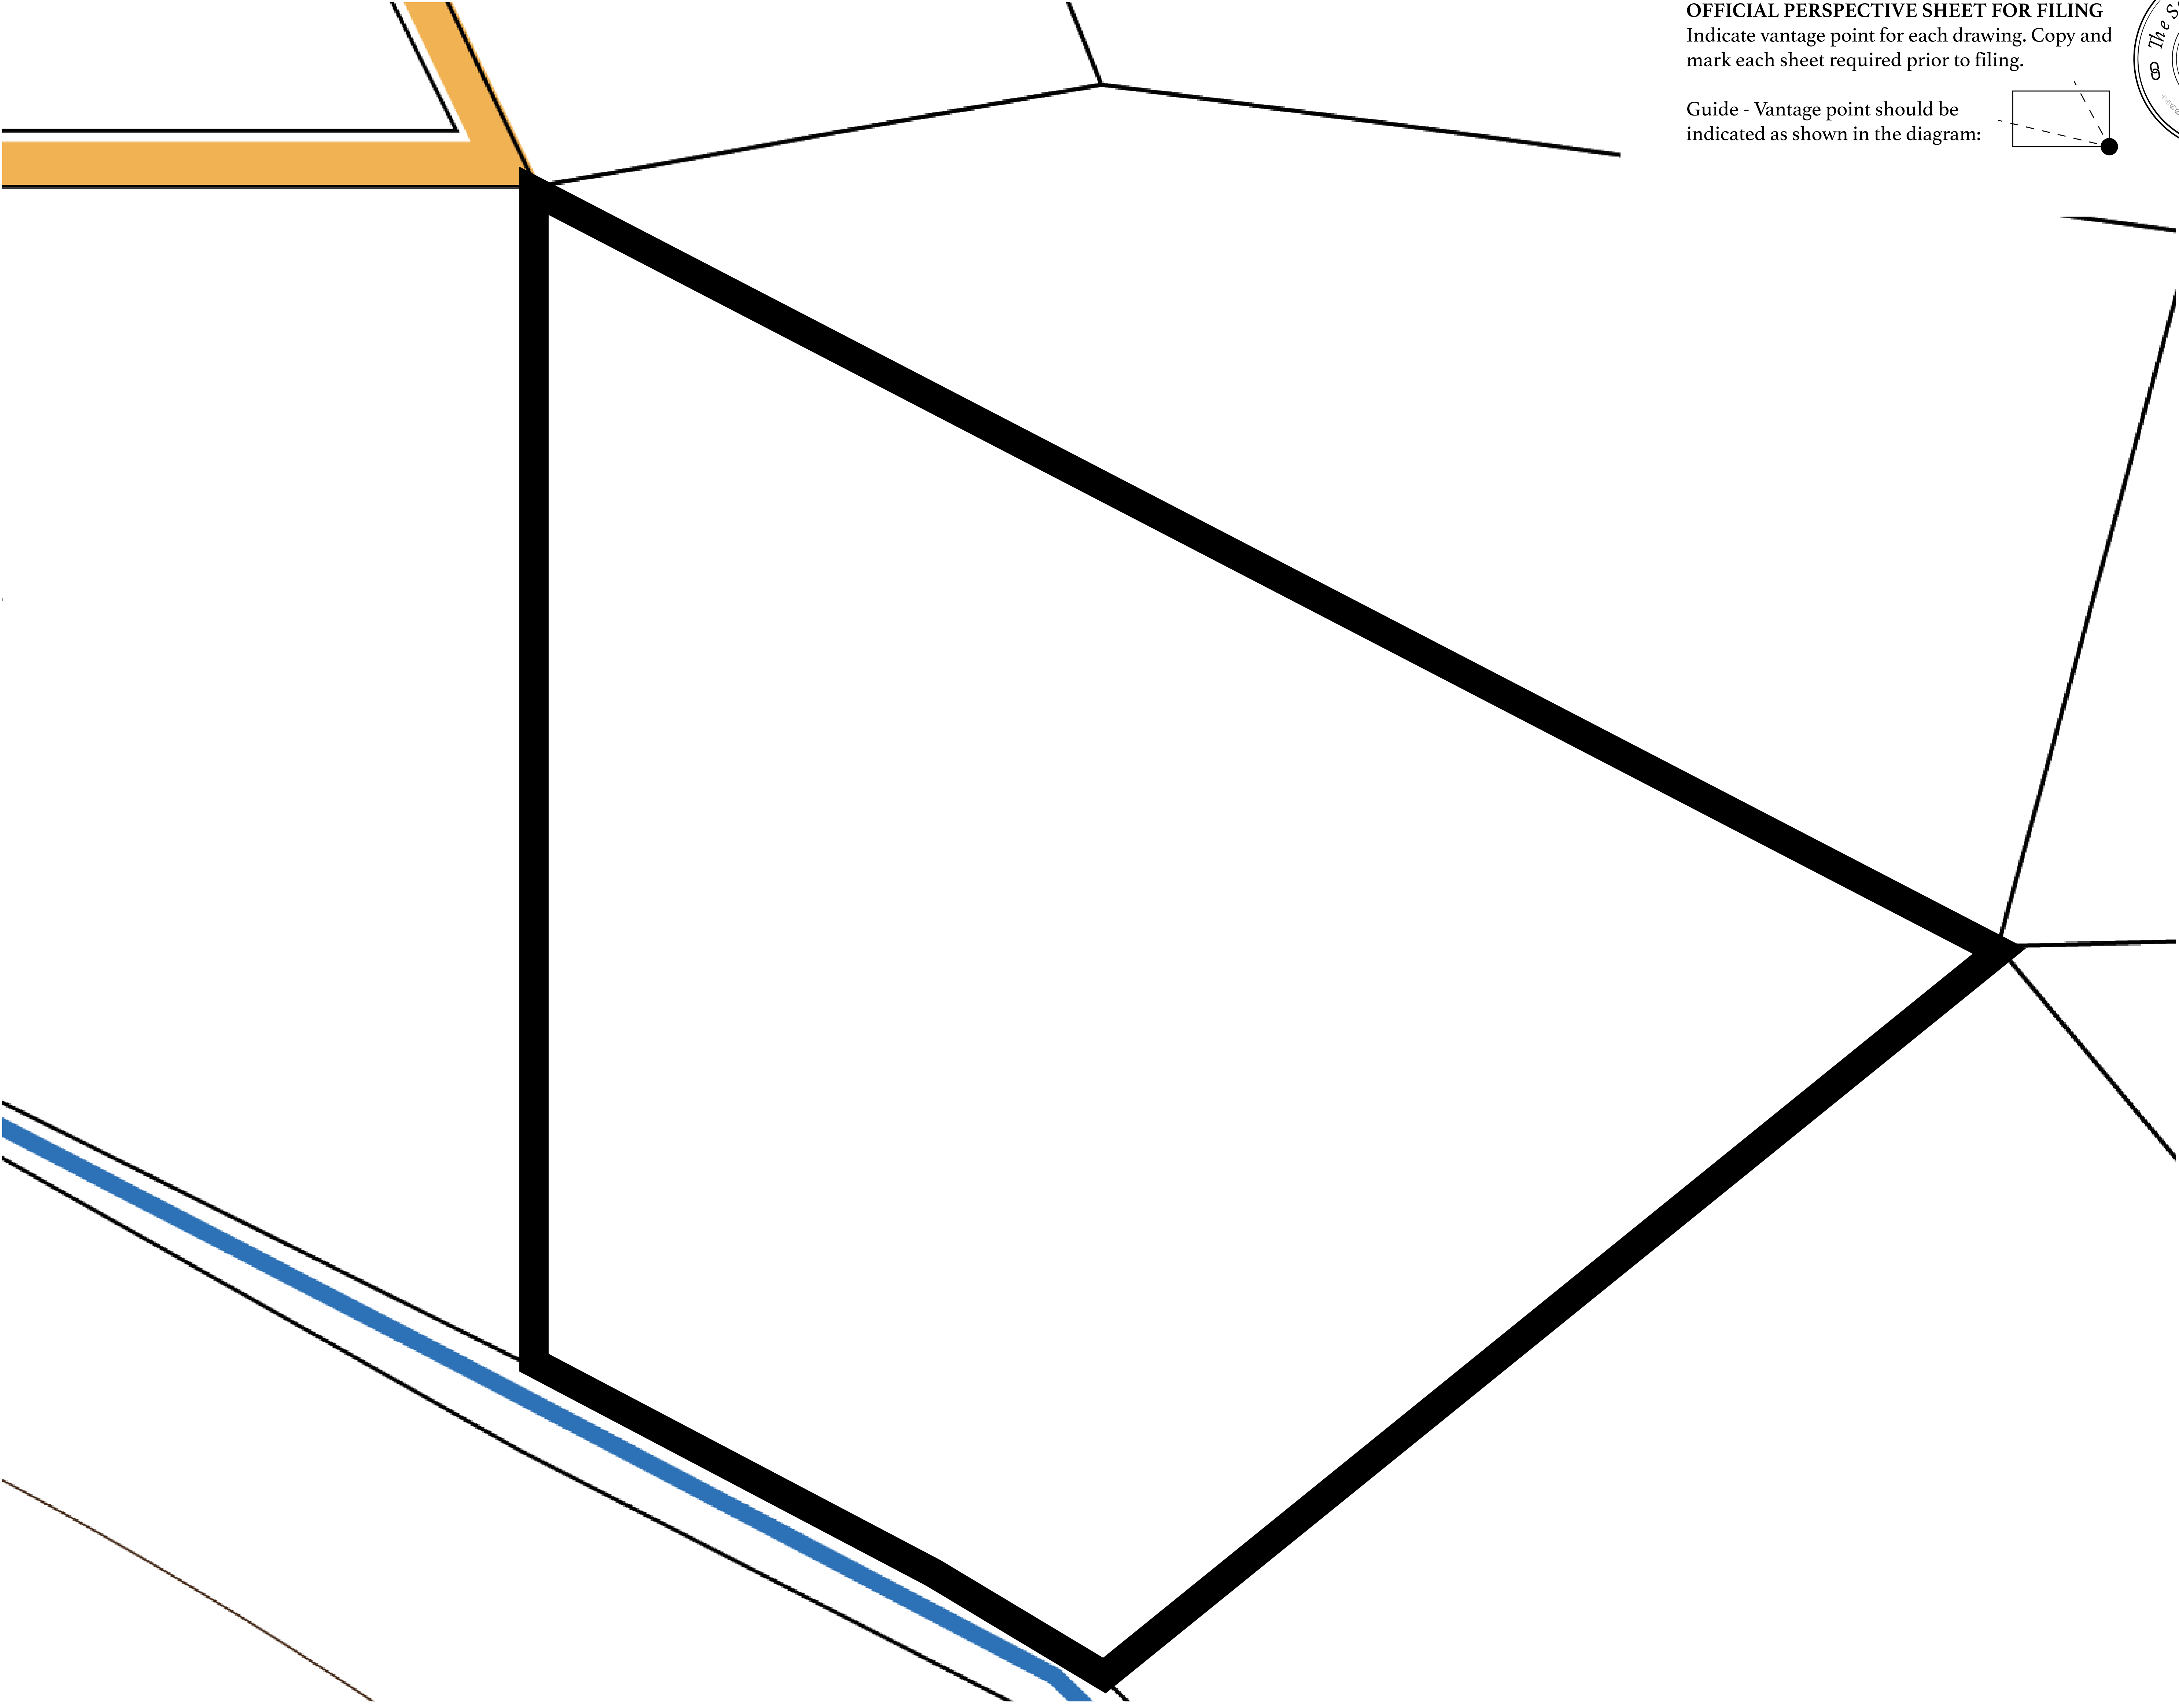 OFFICIAL PERSPECTIVE SHEET FOR FILING
Indicate vantage point for each drawing. Copy and
mark each sheet required prior to filing.
Guide - Vantage point should be
indicated as shown in the diagram:
The